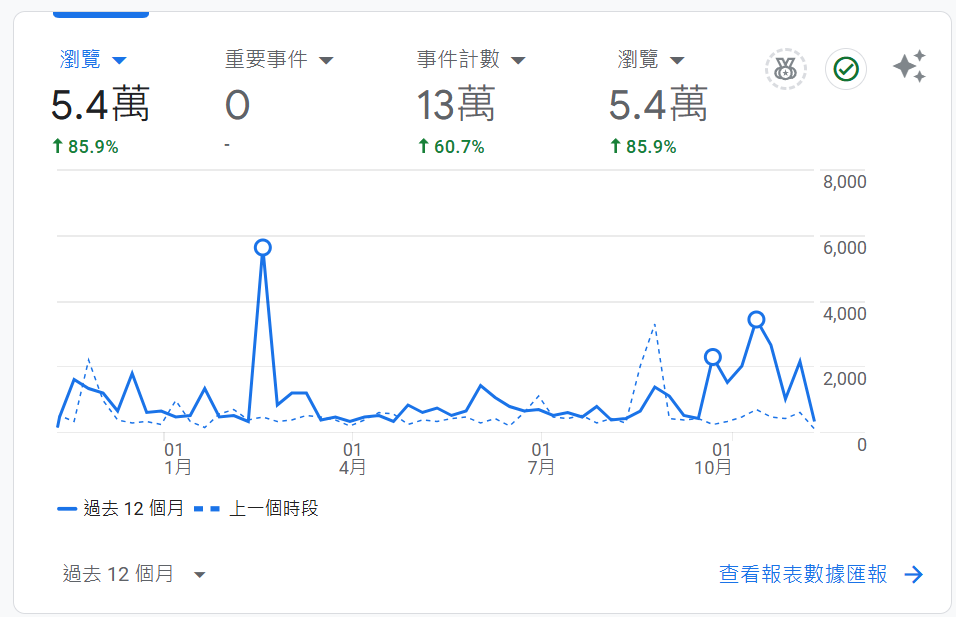 瀏覽 重要事件 事件計數 瀏覽
5.4萬 0 13萬 5.4萬
↑ 85.9% - ↑ 60.7% ↑ 85.9%
8,000
6,000
4,000
2,000
0
01 01 01 01
1月 4月 7月 10月
過去 12 個月 上一個時段
過去 12 個月 查看報表數據匯報 →